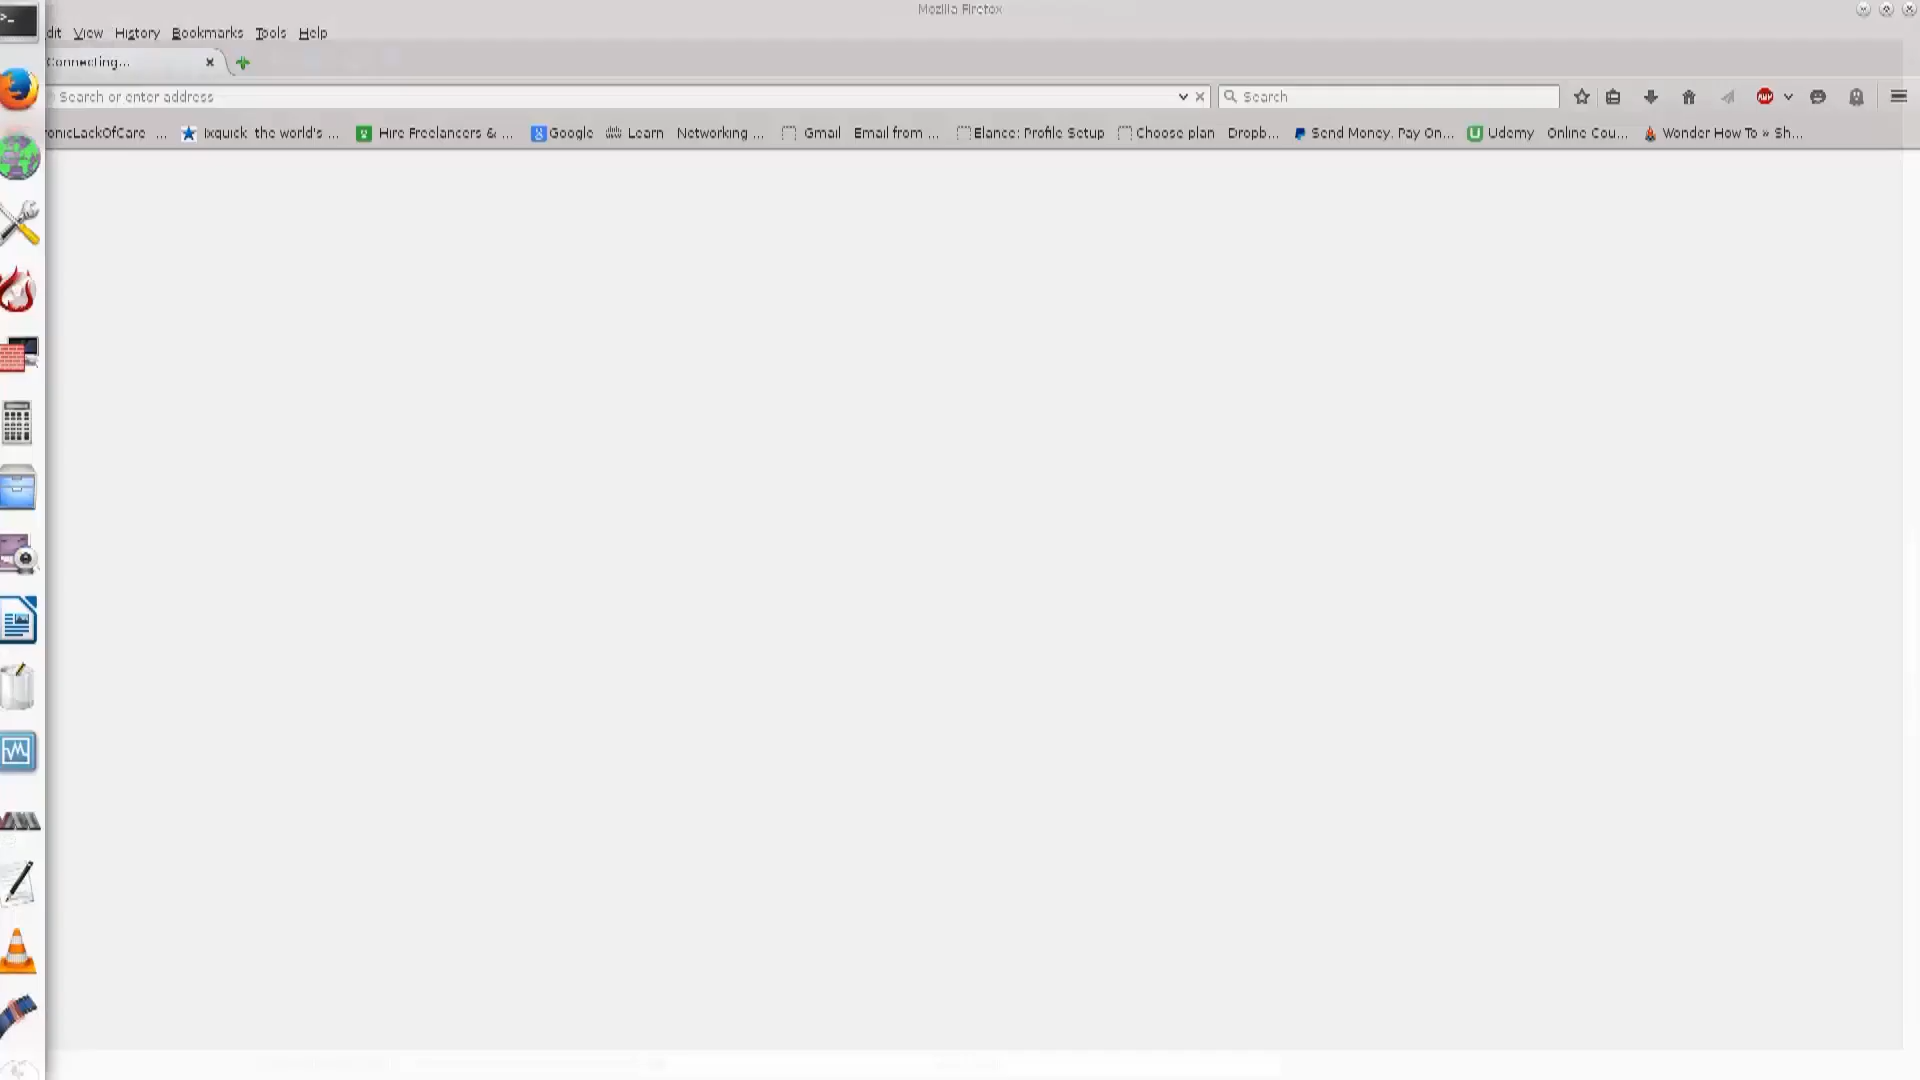 Mozilla Firefox
dit View History Bookmarks Tools Help
Connecting...
Search or enter address
Search
ronicLackOfCare ... Ixquick the world's ... Hire Freelancers & ... Google Learn Networking ... Gmail Email from ... Elance: Profile Setup Choose plan Dropb... Send Money, Pay On... Udemy Online Cou... Wonder How To » Sh...
ABP